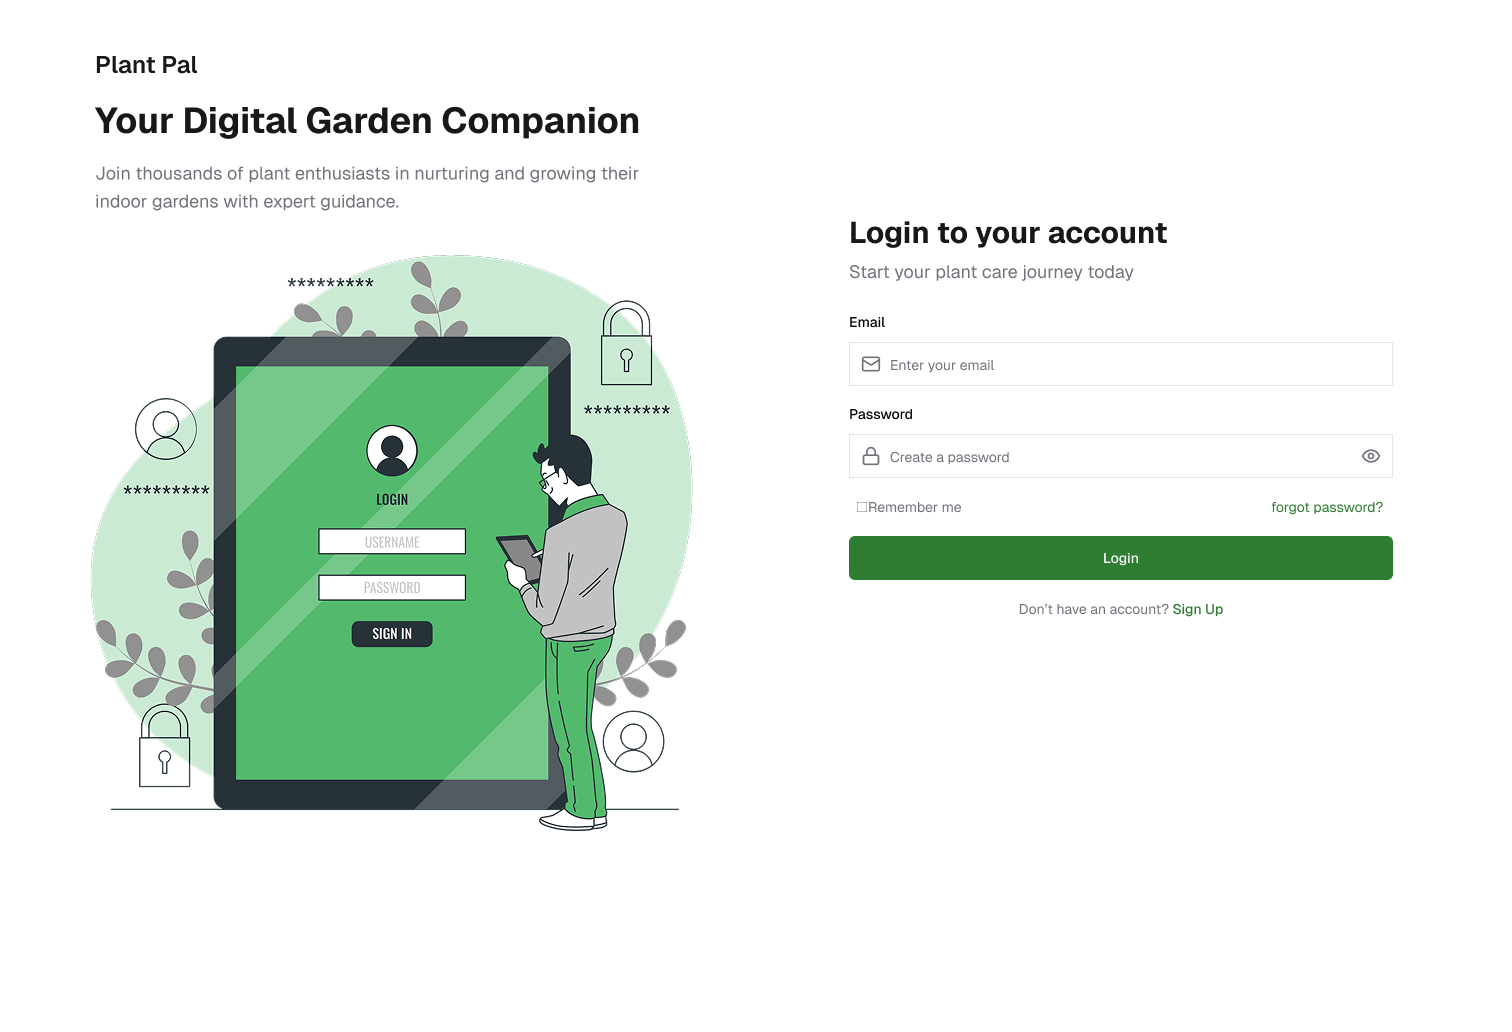 Plant Pal
Your Digital Garden Companion
Join thousands of plant enthusiasts in nurturing and growing their
indoor gardens with expert guidance.
*********
*********
*********
LOGIN
USERNAME
PASSWORD
SIGN IN
Login to your account
Start your plant care journey today
Email
Enter your email
Password
Create a password
Remember me
forgot password?
Login
Don’t have an account? Sign Up